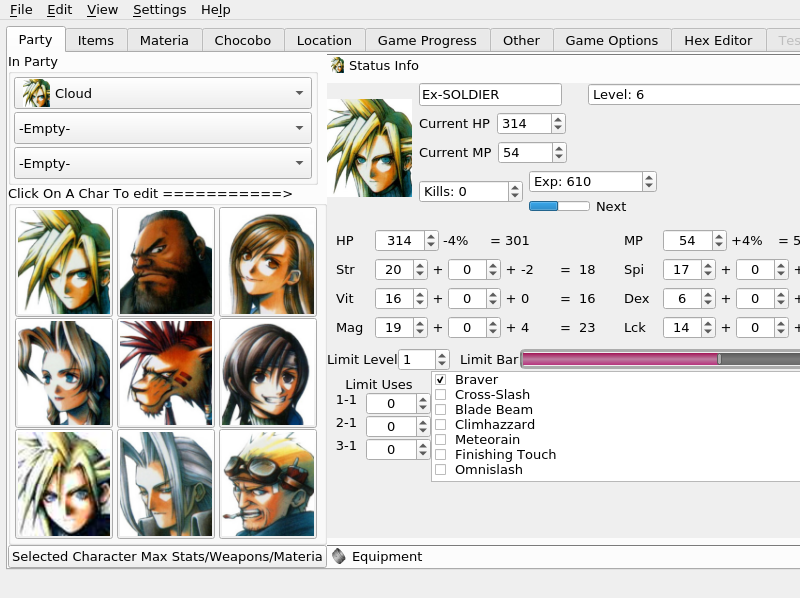 File Edit View Settings Help
Party Items Materia Chocobo Location Game Progress Other Game Options Hex Editor Tes
In Party
Cloud
-Empty-
-Empty-
Click On A Char To edit ===========>
Selected Character Max Stats/Weapons/Materia
Status Info
Ex-SOLDIER Level: 6
Current HP 314
Current MP 54
Kills: 0 Exp: 610
Next
HP 314 -4% = 301 MP 54 +4% = 5
Str 20 + 0 + -2 = 18 Spi 17 + 0 +
Vit 16 + 0 + 0 = 16 Dex 6 + 0 +
Mag 19 + 0 + 4 = 23 Lck 14 + 0 +
Limit Level 1 Limit Bar
Limit Uses
1-1 0
2-1 0
3-1 0
Braver
Cross-Slash
Blade Beam
Climhazzard
Meteorain
Finishing Touch
Omnislash
Equipment